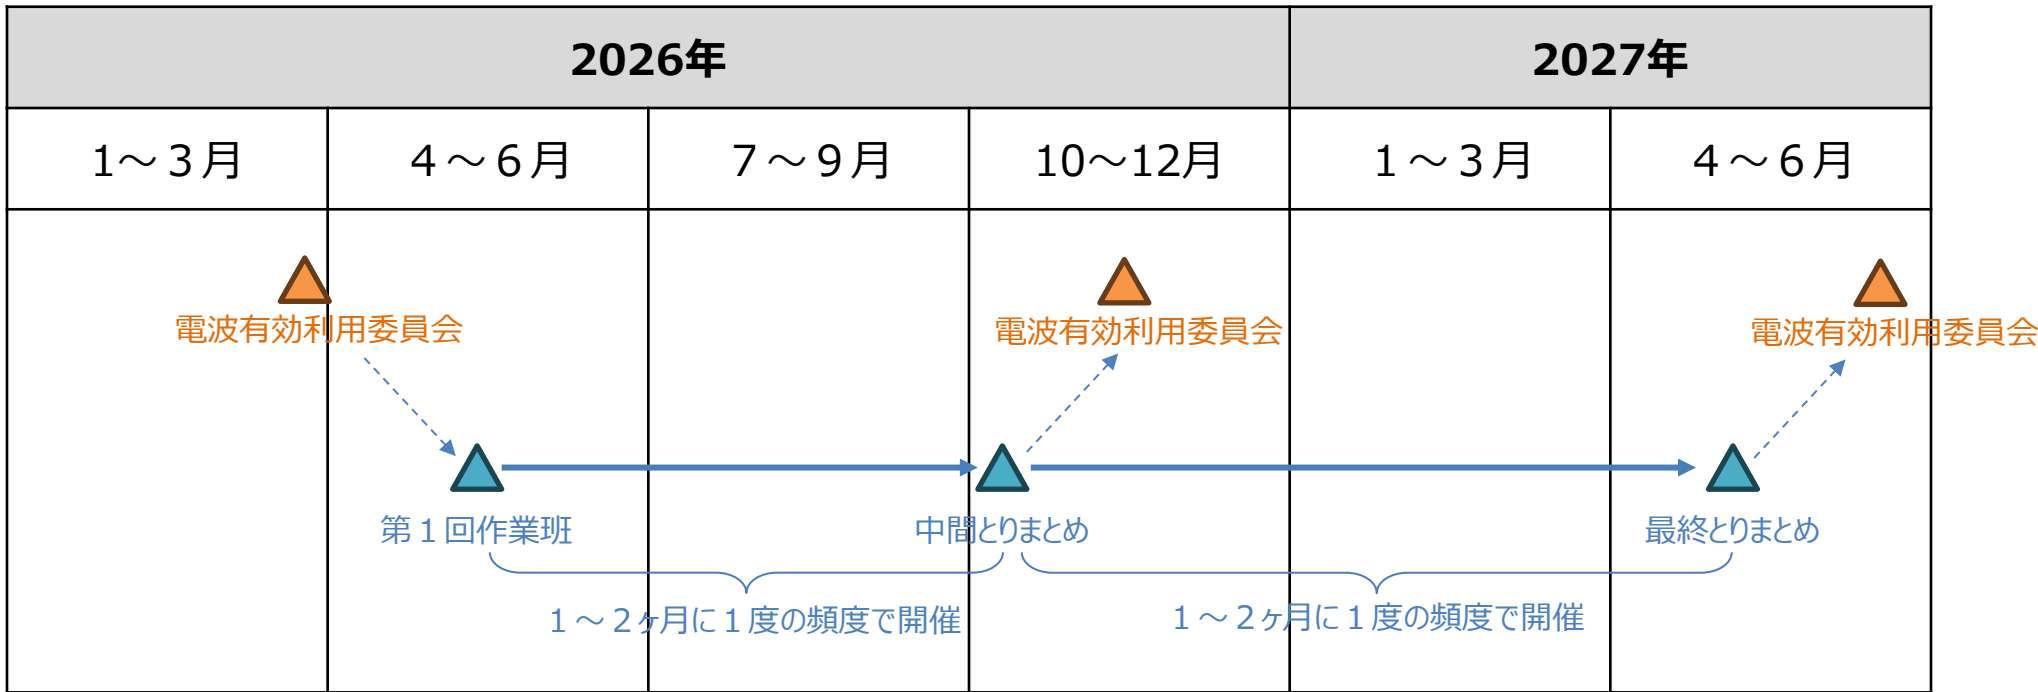 2026年
2027年
1～３月
４～６月
７～９月
10～12月
１～３月
４～６月
電波有効利用委員会
電波有効利用委員会
電波有効利用委員会
第１回作業班
中間とりまとめ
最終とりまとめ
１～２ヶ月に１度の頻度で開催
１～２ヶ月に１度の頻度で開催